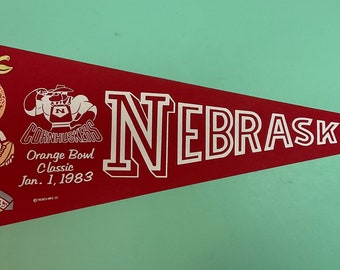 N
CORNHUSKERS
Orange Bowl
Classic
Jan. 1, 1983
NEBRASK